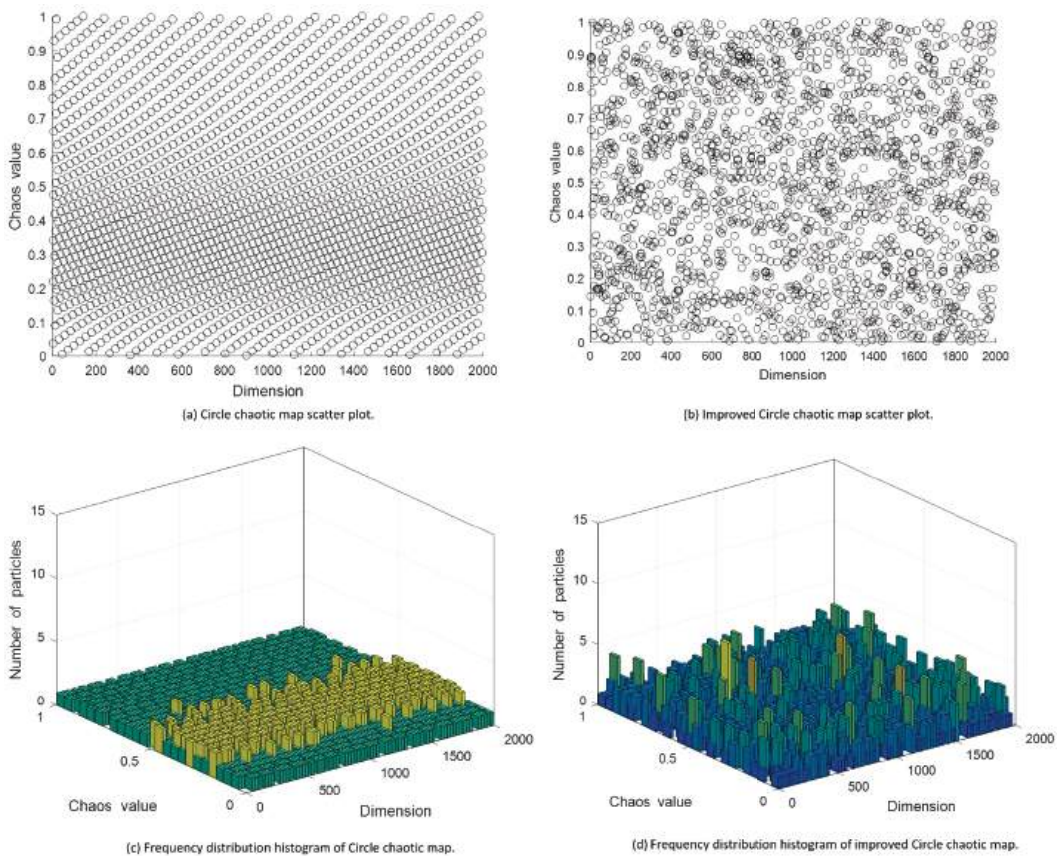 1
0.9
0.8
0.7
0.6
0.5
0.4
0.3
0.2
0.1
0
Chaos value
0 200 400 600 800 1000 1200 1400 1600 1800 2000
Dimension
(a) Circle chaotic map scatter plot.
1
0.9
0.8
0.7
0.6
0.5
0.4
0.3
0.2
0.1
0
Chaos value
0 200 400 600 800 1000 1200 1400 1600 1800 2000
Dimension
(b) Improved Circle chaotic map scatter plot.
15
10
5
0
Number of particles
1
0.5
0
Chaos value
0
500
1000
1500
2000
Dimension
(c) Frequency distribution histogram of Circle chaotic map.
15
10
5
0
Number of particles
1
0.5
0
Chaos value
0
500
1000
1500
2000
Dimension
(d) Frequency distribution histogram of improved Circle chaotic map.